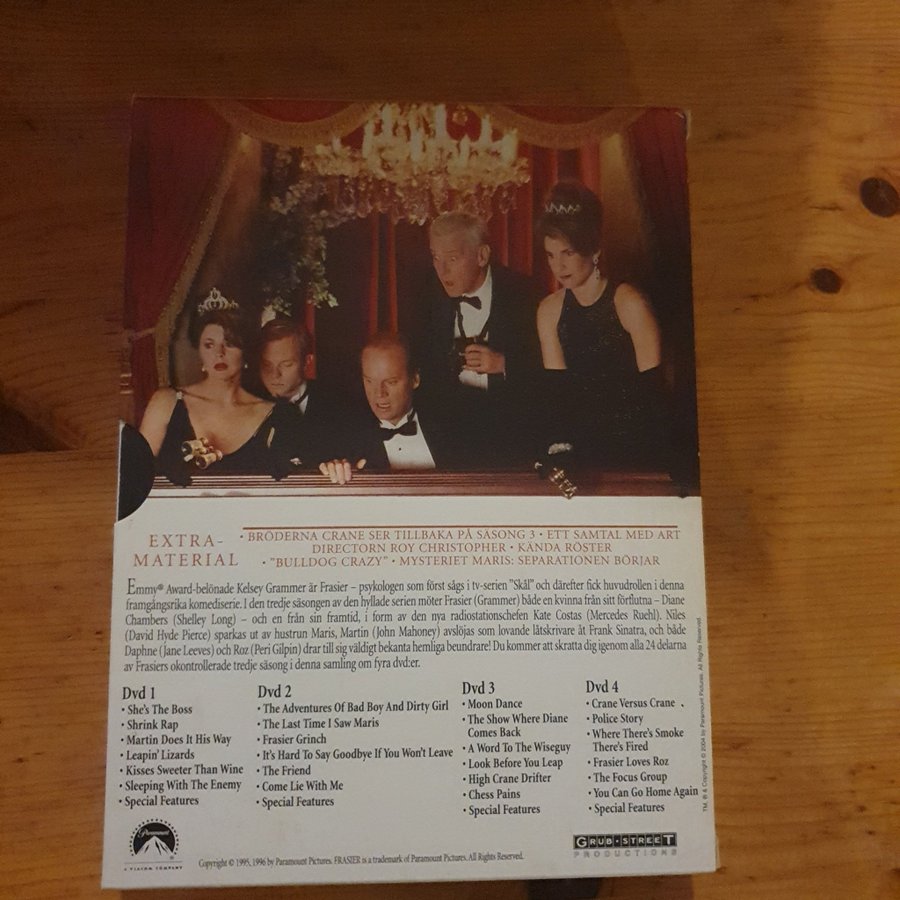 EXTRA-
MATERIAL
• BRÖDERNA CRANE SER TILLBAKA PÅ SÄSONG 3 • ETT SAMTAL MED ART
DIRECTORN ROY CHRISTOPHER • KÄNDA RÖSTER
• "BULLDOG CRAZY" • MYSTERIET MARIS: SEPARATIONEN BÖRJAR
Emmy® Award-belönade Kelsey Grammer är Frasier – psykologen som först sågs i tv-serien "Skål" och därefter fick huvudrollen i denna
framgångsrika komediserie. I den tredje säsongen av den hyllade serien möter Frasier (Grammer) både en kvinna från sitt förflutna – Diane
Chambers (Shelley Long) – och en från sin framtid, i form av den nya radiostationschefen Kate Costas (Mercedes Ruehl). Niles
(David Hyde Pierce) sparkas ut av hustrun Maris, Martin (John Mahoney) avslöjas som lovande låtskrivare åt Frank Sinatra, och både
Daphne (Jane Leeves) och Roz (Peri Gilpin) drar till sig väldigt bekanta hemliga beundrare! Du kommer att skratta dig igenom alla 24 delarna
av Frasiers okontrollerade tredje säsong i denna samling om fyra dvd:er.
Dvd 1
• She's The Boss
• Shrink Rap
• Martin Does It His Way
• Leapin' Lizards
• Kisses Sweeter Than Wine
• Sleeping With The Enemy
• Special Features
Dvd 2
• The Adventures Of Bad Boy And Dirty Girl
• The Last Time I Saw Maris
• Frasier Grinch
• It's Hard To Say Goodbye If You Won't Leave
• The Friend
• Come Lie With Me
• Special Features
Dvd 3
• Moon Dance
• The Show Where Diane
Comes Back
• A Word To The Wiseguy
• Look Before You Leap
• High Crane Drifter
• Chess Pains
• Special Features
Dvd 4
• Crane Versus Crane
• Police Story
• Where There's Smoke
There's Fired
• Frasier Loves Roz
• The Focus Group
• You Can Go Home Again
• Special Features
TM, ® & Copyright © 2004 by Paramount Pictures. All Rights Reserved.
Paramount
A VIACOM COMPANY
Copyright © 1995, 1996 by Paramount Pictures. FRASIER is a trademark of Paramount Pictures. All Rights Reserved.
GRUB • STREET
PRODUCTIONS